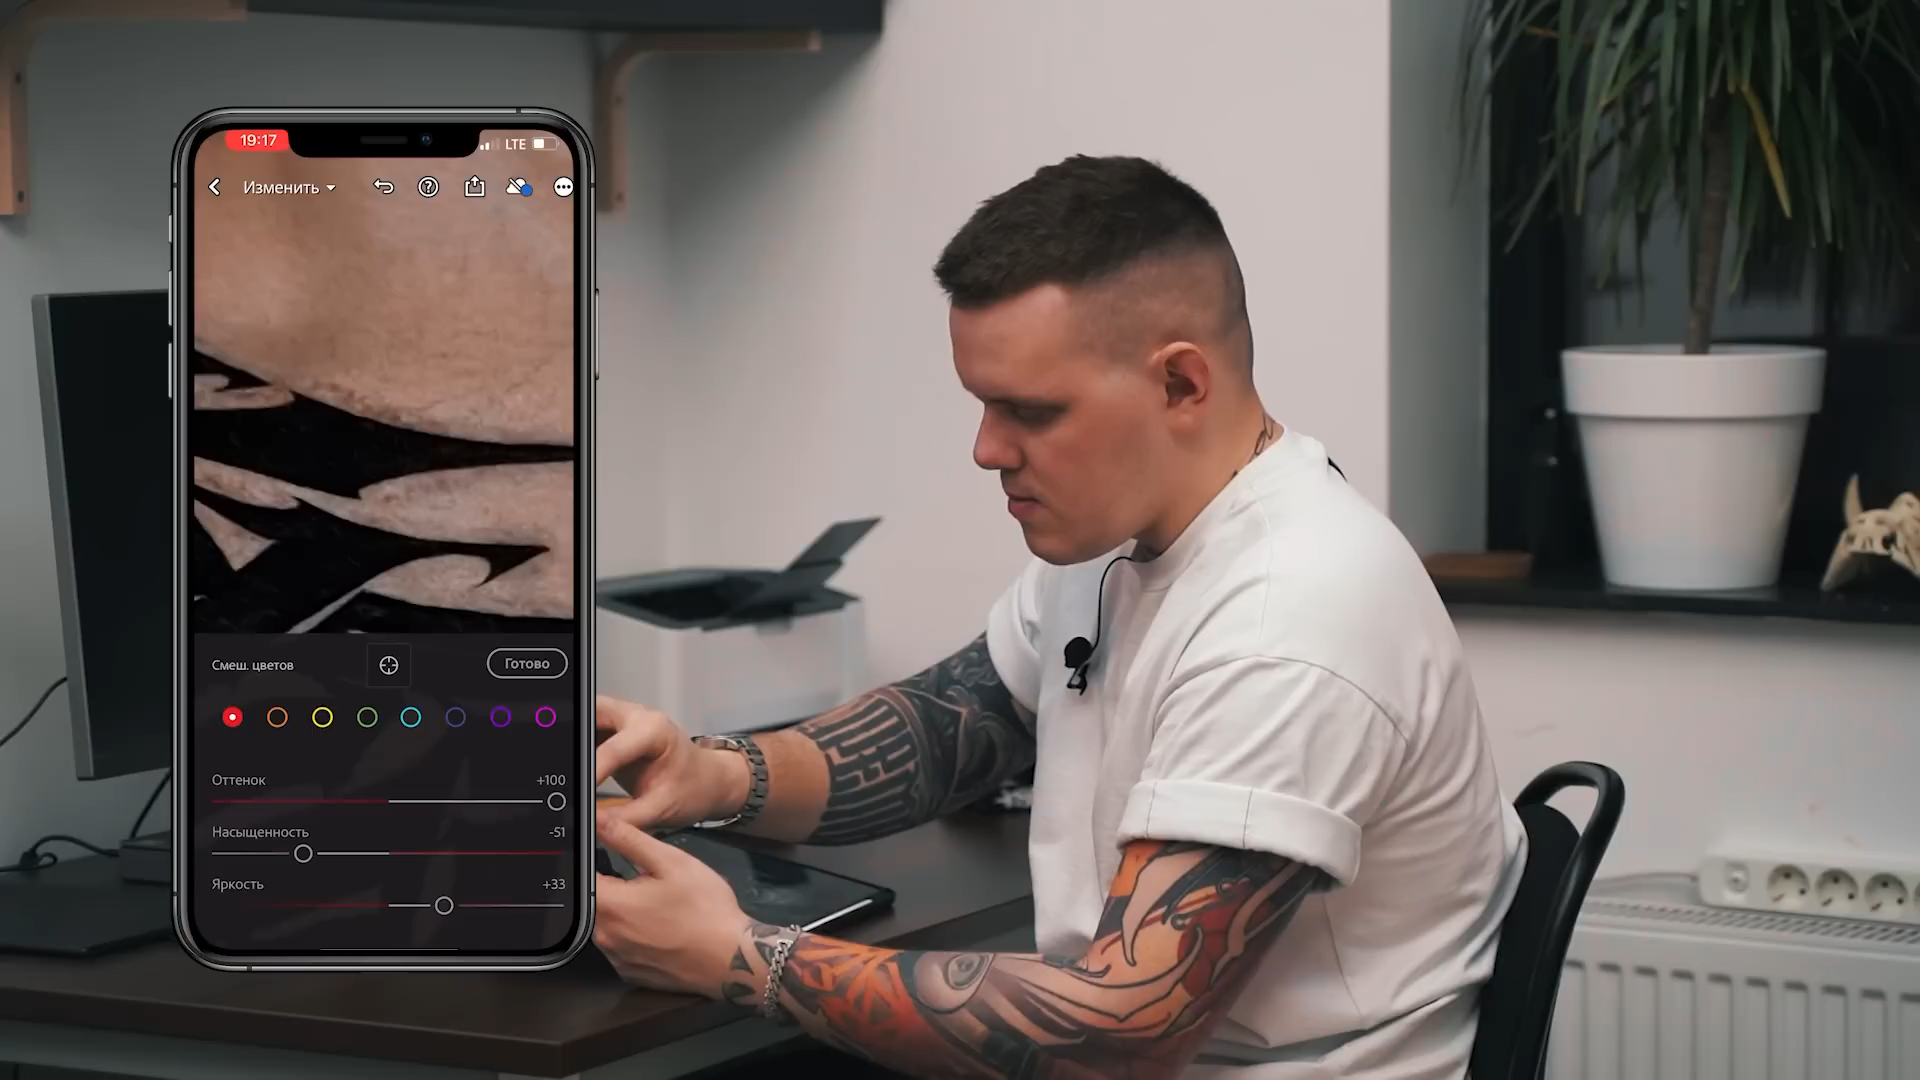 19:17
LTE
Изменить
Смеш. цветов
Готово
Оттенок
+100
Насыщенность
-51
Яркость
+33